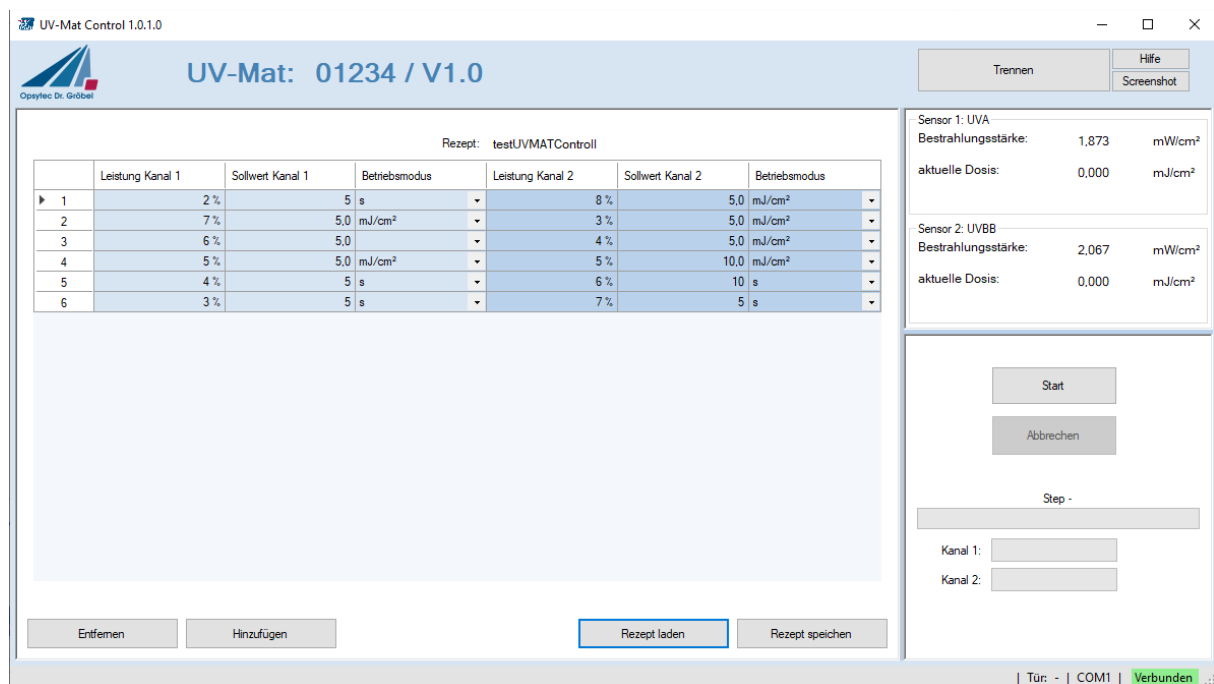 UV-Mat Control 1.0.1.0
Opsytec Dr. Gröbel
UV-Mat: 01234 / V1.0
Trennen
Hilfe
Screenshot
Rezept: testUVMATControll
Leistung Kanal 1 Sollwert Kanal 1 Betriebsmodus Leistung Kanal 2 Sollwert Kanal 2 Betriebsmodus
1 2 % 5 s 8 % 5,0 mJ/cm²
2 7 % 5,0 mJ/cm² 3 % 5,0 mJ/cm²
3 6 % 5,0 4 % 5,0 mJ/cm²
4 5 % 5,0 mJ/cm² 5 % 10,0 mJ/cm²
5 4 % 5 s 6 % 10 s
6 3 % 5 s 7 % 5 s
Entfernen
Hinzufügen
Rezept laden
Rezept speichen
Sensor 1: UVA
Bestrahlungsstärke: 1,873 mW/cm²
aktuelle Dosis: 0,000 mJ/cm²
Sensor 2: UVBB
Bestrahlungsstärke: 2,067 mW/cm²
aktuelle Dosis: 0,000 mJ/cm²
Start
Abbrechen
Step -
Kanal 1:
Kanal 2:
| Tür: - | COM1 | Verbunden